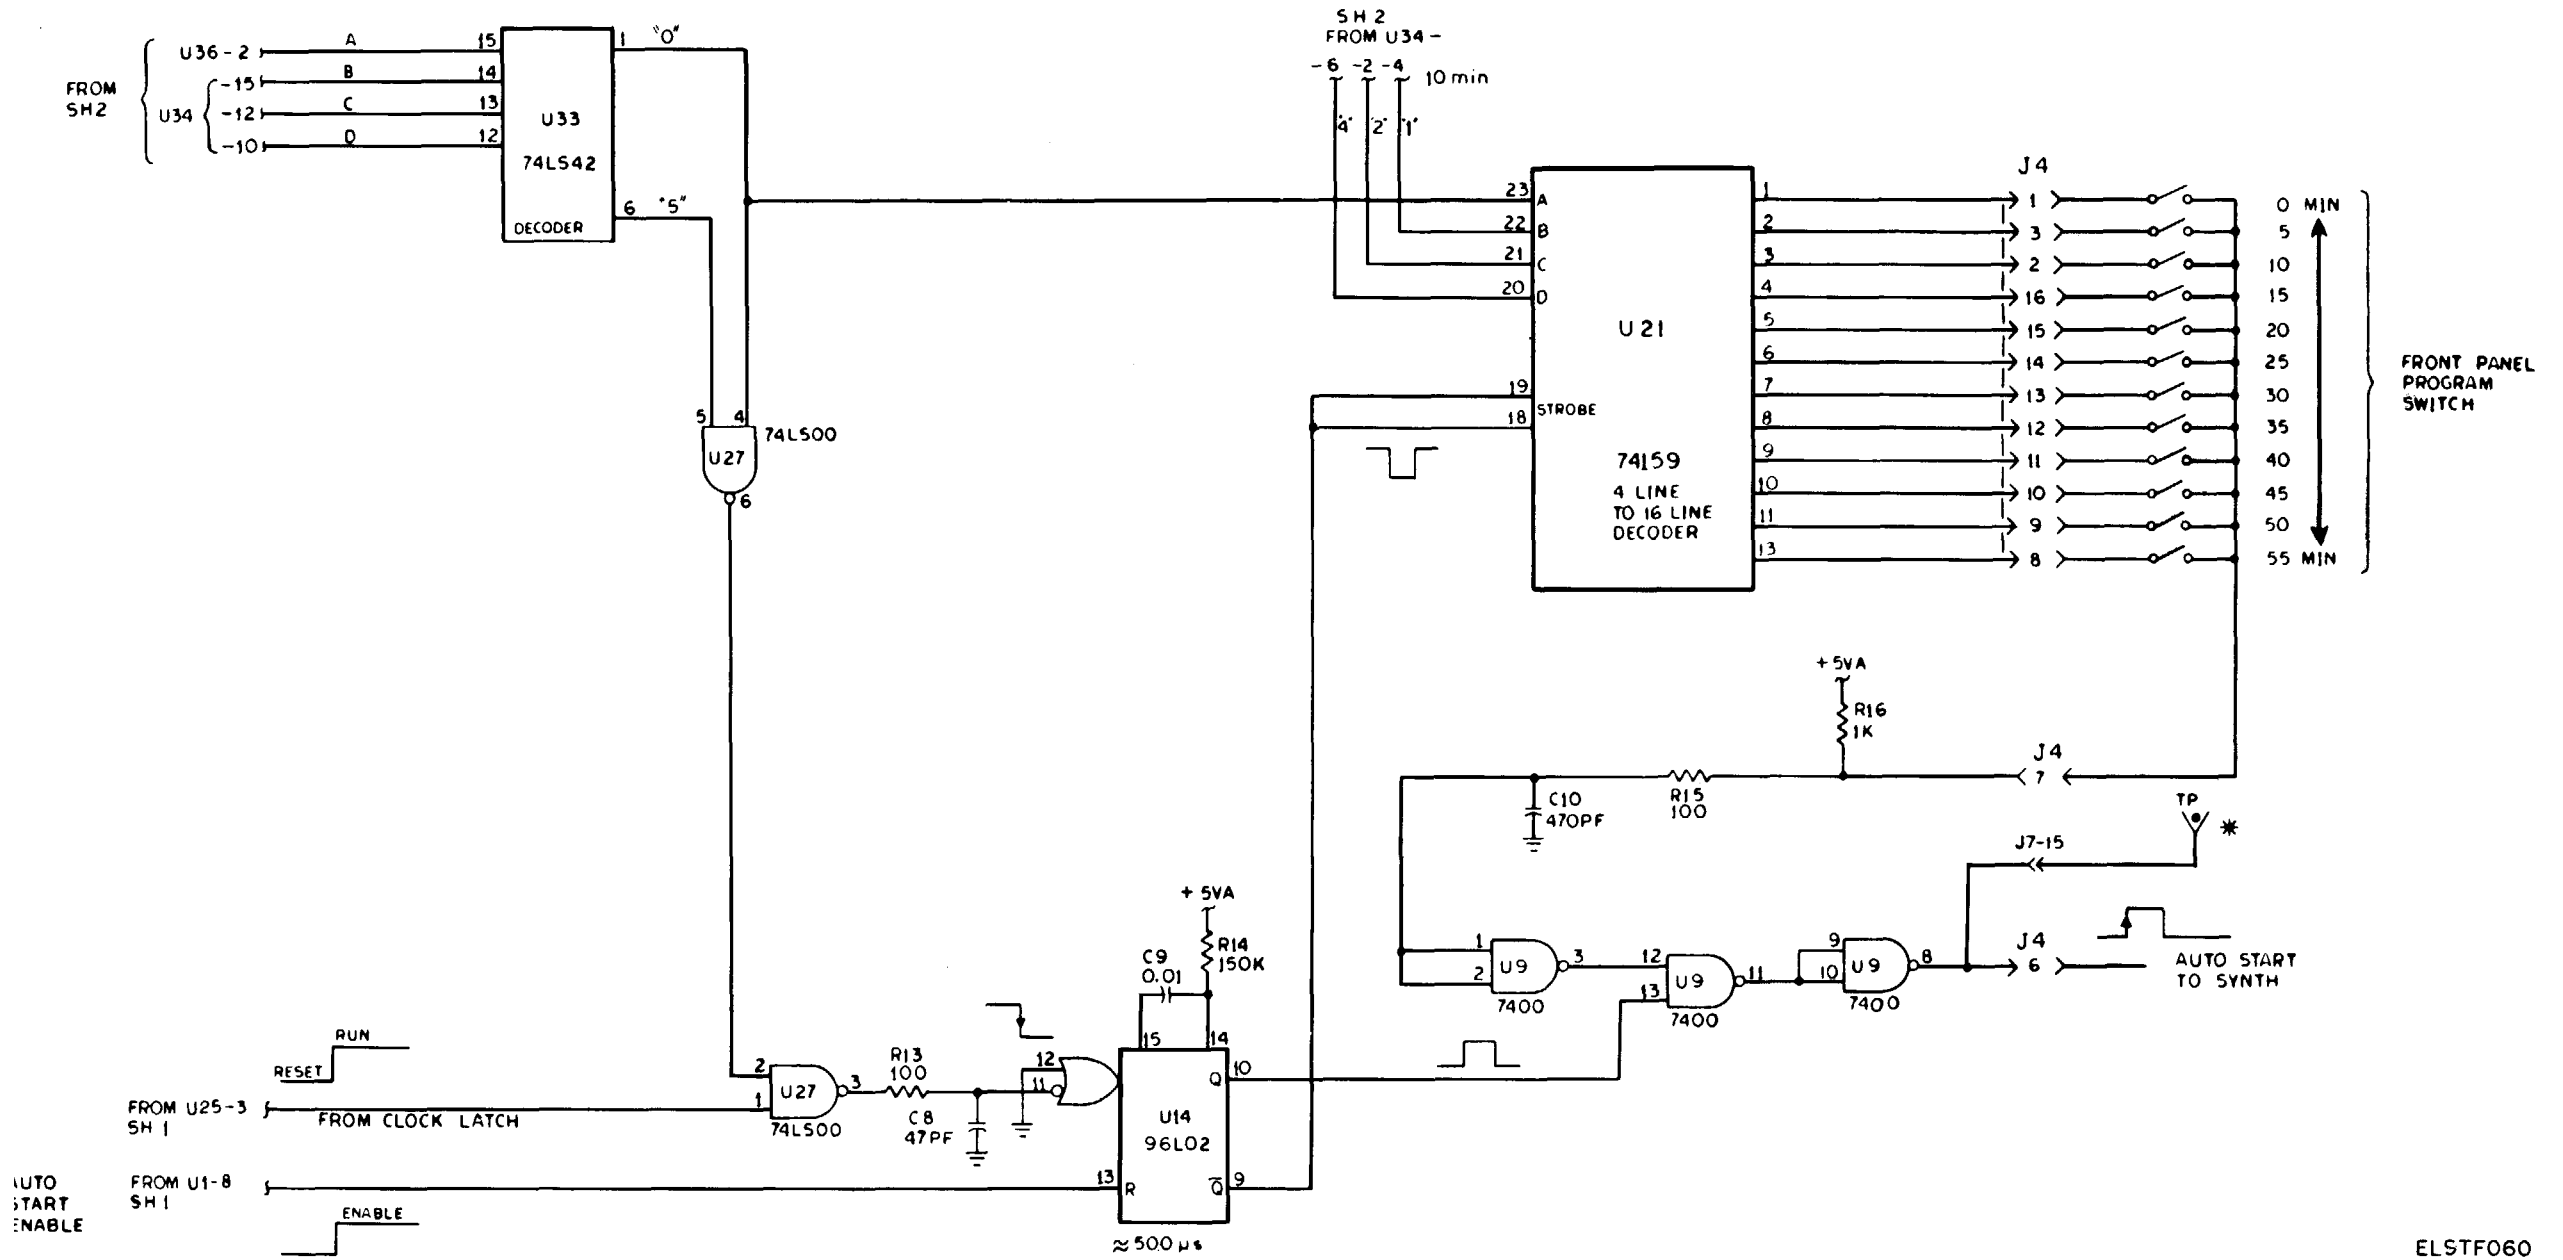 FROM
SH2
U36-2
A
15
U34
-15
B
14
-12
C
13
-10
D
12
U33
74LS42
DECODER
1 "0"
6 "5"
SH 2
FROM U34-
-6 -2 -4
10 min
"4" "2" "1"
23 A
22 B
21 C
20 D
19
18
STROBE
U21
74159
4 LINE
TO 16 LINE
DECODER
J4
1 1 0 MIN
2 3 5
3 2 10
4 16 15
5 15 20
6 14 25
7 13 30
8 12 35
9 11 40
10 10 45
11 9 50
13 8 55 MIN
FRONT PANEL
PROGRAM
SWITCH
5 4
74LS00
U27
6
+5VA
R16
1K
J4
7
R15
100
C10
470PF
TP
*
J7-15
1
2
U9
3
7400
12
13
U9
11
7400
9
10
U9
8
7400
J4
6
AUTO START
TO SYNTH
+5VA
R14
150K
C9
0.01
15 14
RUN
RESET
FROM U25-3
SH 1
FROM CLOCK LATCH
2
1
U27
3
74LS00
R13
100
C8
47PF
12
11
Q 10
U14
96L02
13 R
Q̅ 9
≈500 µs
FROM U1-8
SH 1
UTO
START
ENABLE
ENABLE
ELSTF060